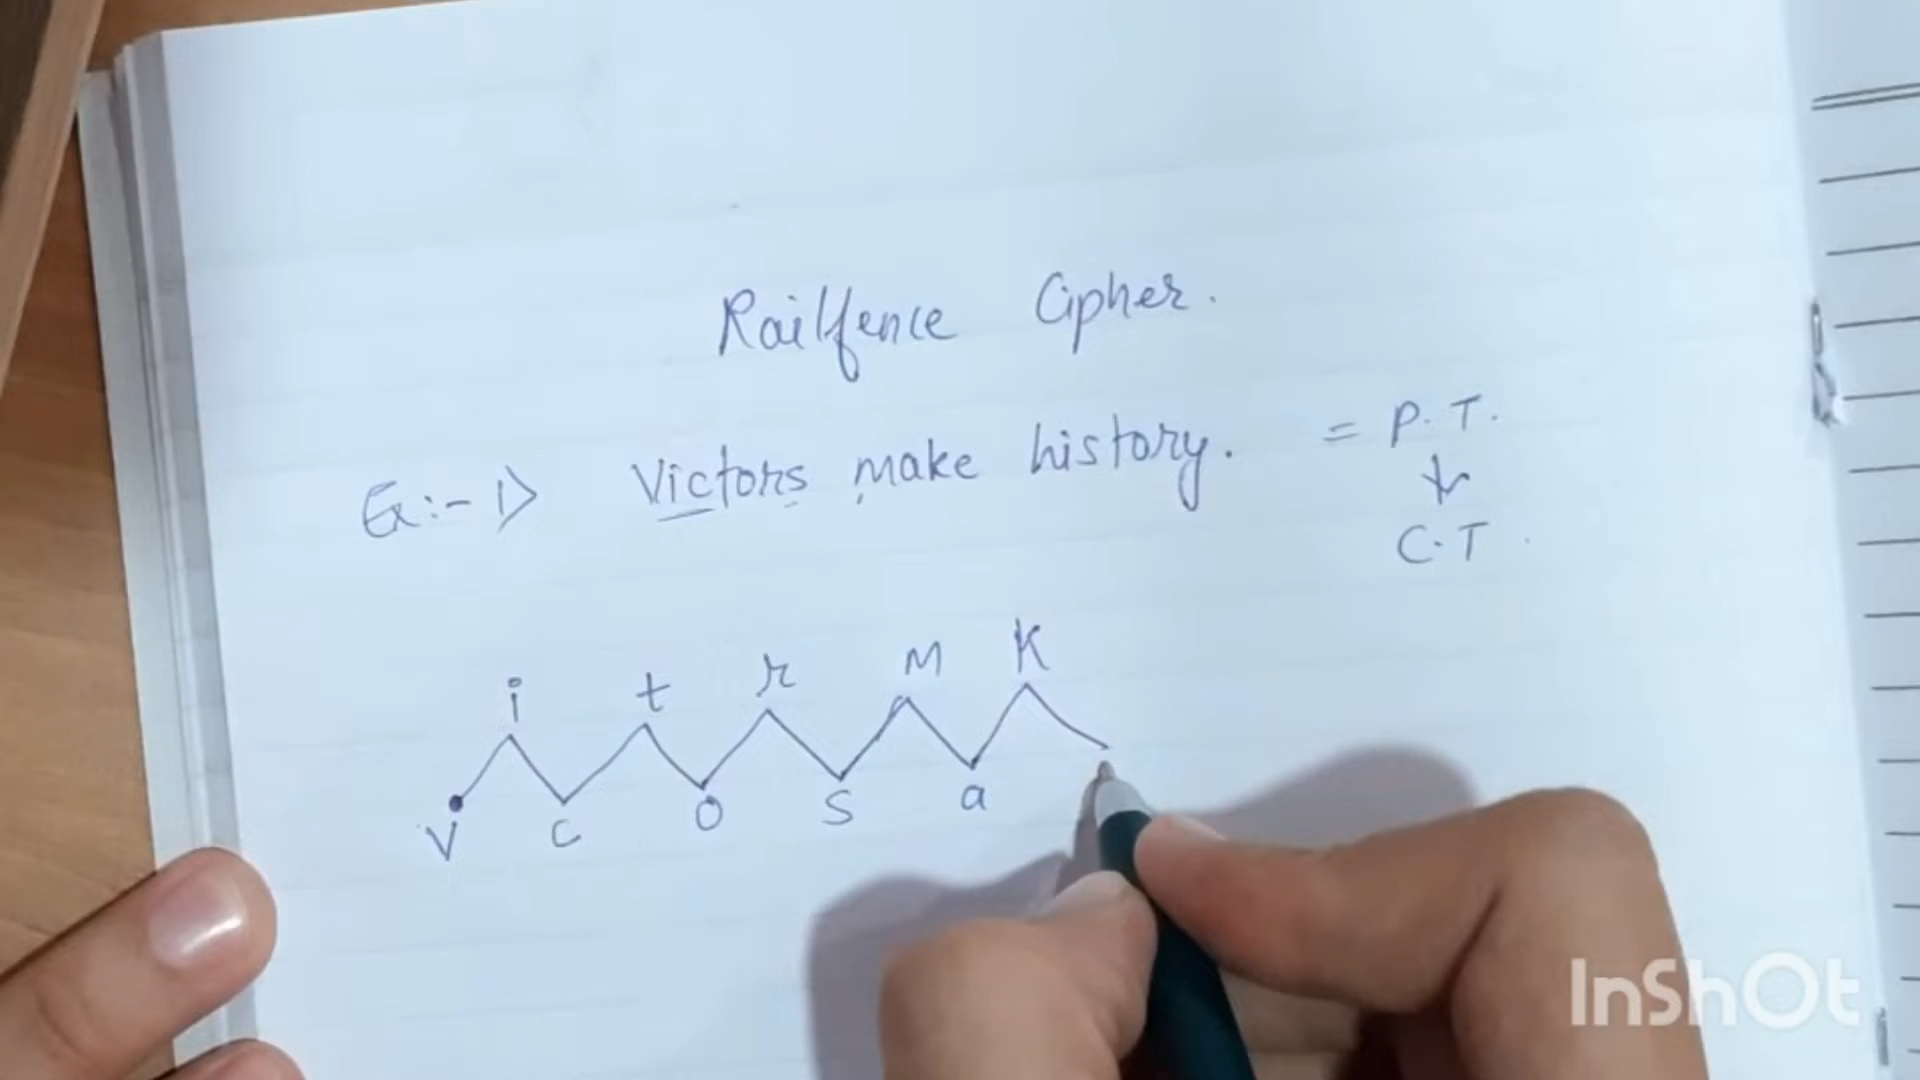 Railfence Cipher.
Ex:- 1) Victors make history. = P.T.
C.T.
i t r M K
V C O S a
InShOt